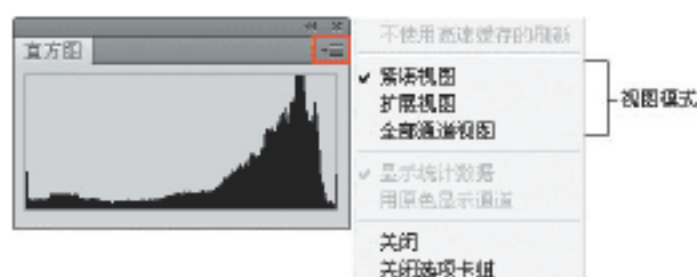 直方图
不使用高速缓存的刷新
紧凑视图
扩展视图
全部通道视图
视图模式
显示统计数据
用原色显示通道
关闭
关闭选项卡组